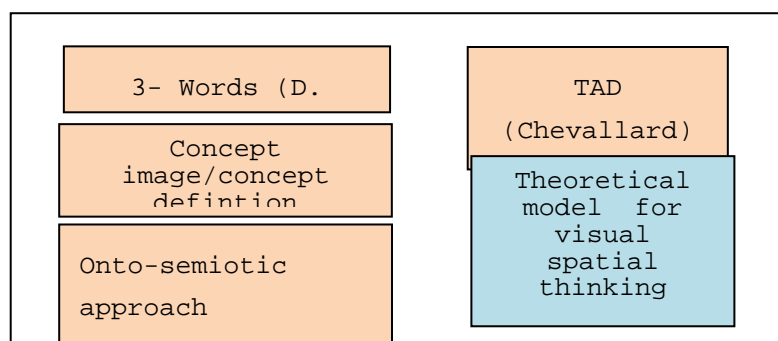 3- Words (D.
Concept
image/concept
defintion
Onto-semiotic
approach
TAD
(Chevallard)
Theoretical
model for
visual
spatial
thinking